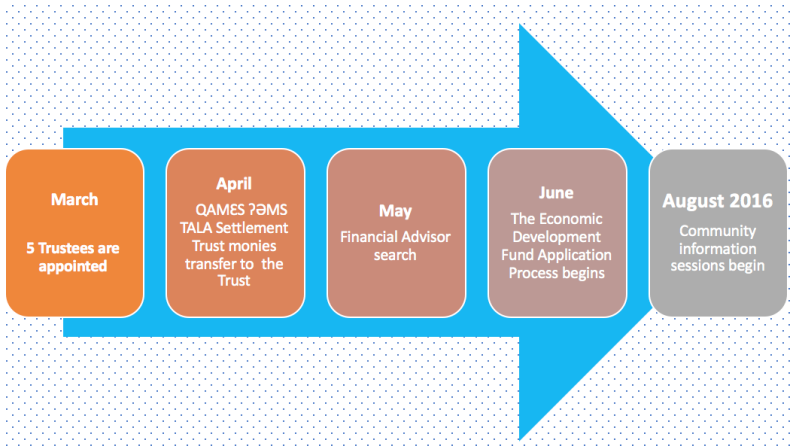 March
5 Trustees are
appointed
April
QAMɛS ʔƏMS
TALA Settlement
Trust monies
transfer to the
Trust
May
Financial Advisor
search
June
The Economic
Development
Fund Application
Process begins
August 2016
Community
information
sessions begin